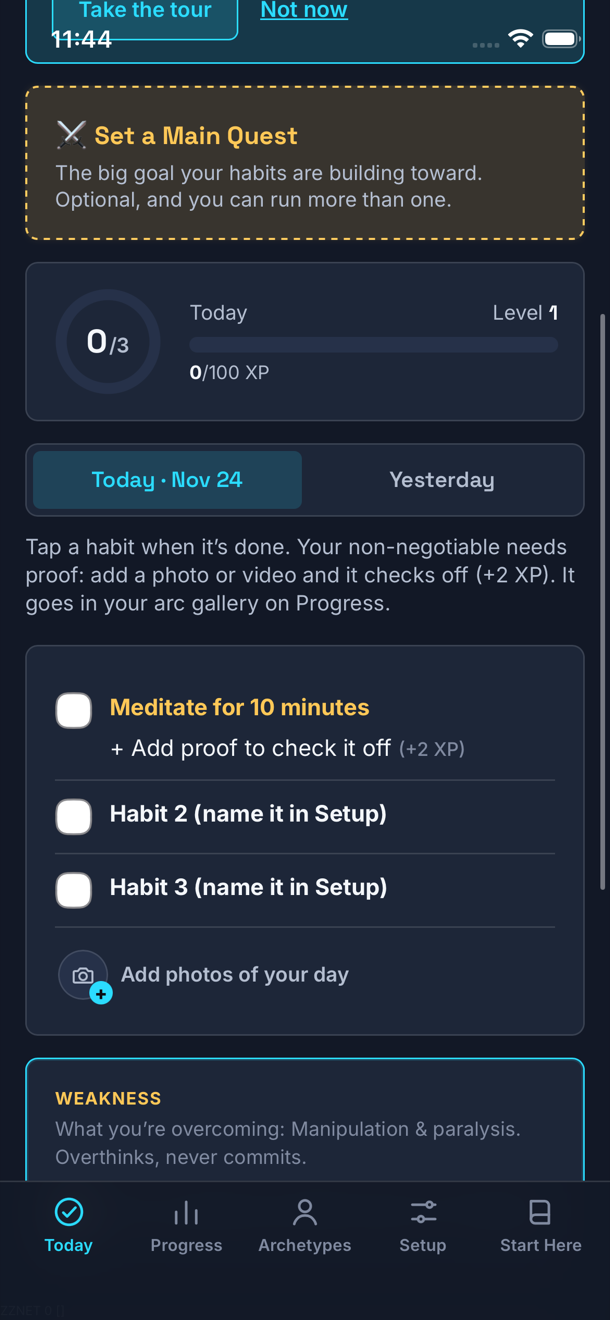 Take the tour
Not now
11:44
⚔️ Set a Main Quest
The big goal your habits are building toward.
Optional, and you can run more than one.
0/3
Today
Level 1
0/100 XP
Today · Nov 24
Yesterday
Tap a habit when it’s done. Your non-negotiable needs
proof: add a photo or video and it checks off (+2 XP). It
goes in your arc gallery on Progress.
Meditate for 10 minutes
+ Add proof to check it off (+2 XP)
Habit 2 (name it in Setup)
Habit 3 (name it in Setup)
Add photos of your day
WEAKNESS
What you’re overcoming: Manipulation & paralysis.
Overthinks, never commits.
Today
Progress
Archetypes
Setup
Start Here